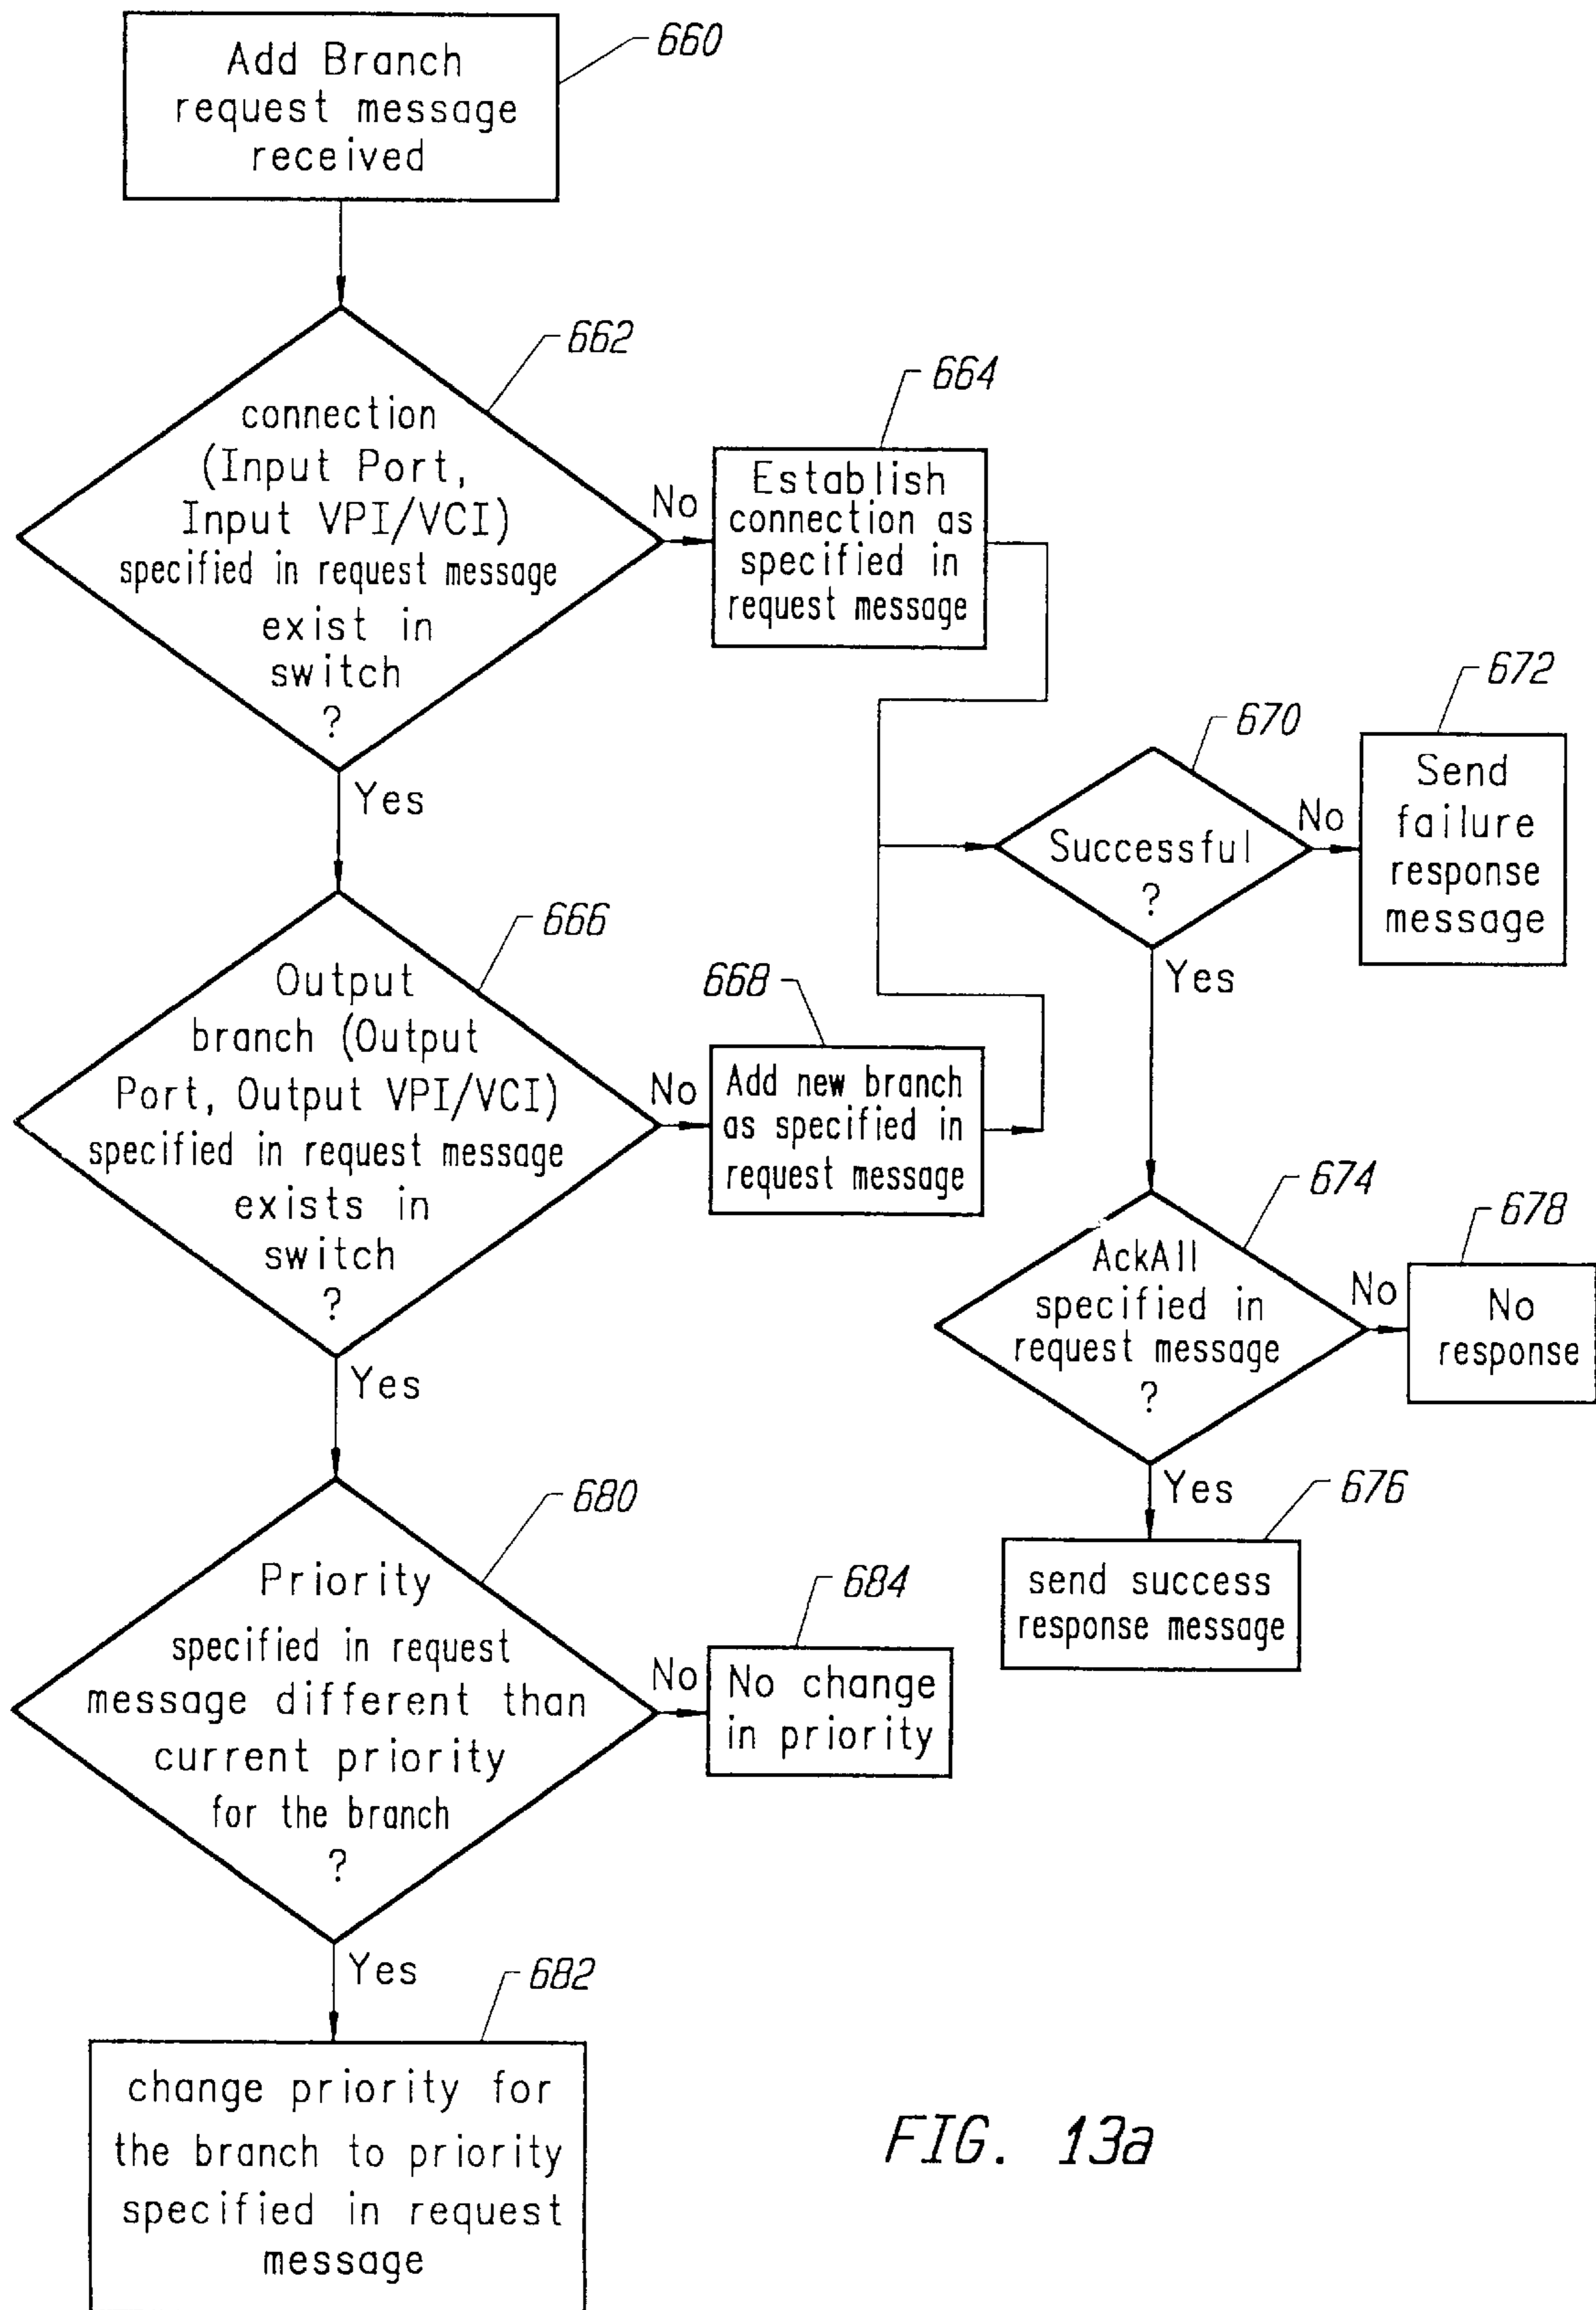 660
Add Branch
request message
received
662
connection
(Input Port,
Input VPI/VCI)
specified in request message
exist in
switch
?
No
Yes
664
Establish
connection as
specified in
request message
666
Output
branch (Output
Port, Output VPI/VCI)
specified in request message
exists in
switch
?
No
Yes
668
Add new branch
as specified in
request message
670
Successful
?
No
Yes
672
Send
failure
response
message
674
AckAll
specified in
request message
?
No
Yes
678
No
response
676
send success
response message
680
Priority
specified in request
message different than
current priority
for the branch
?
No
Yes
684
No change
in priority
682
change priority for
the branch to priority
specified in request
message
FIG. 13a